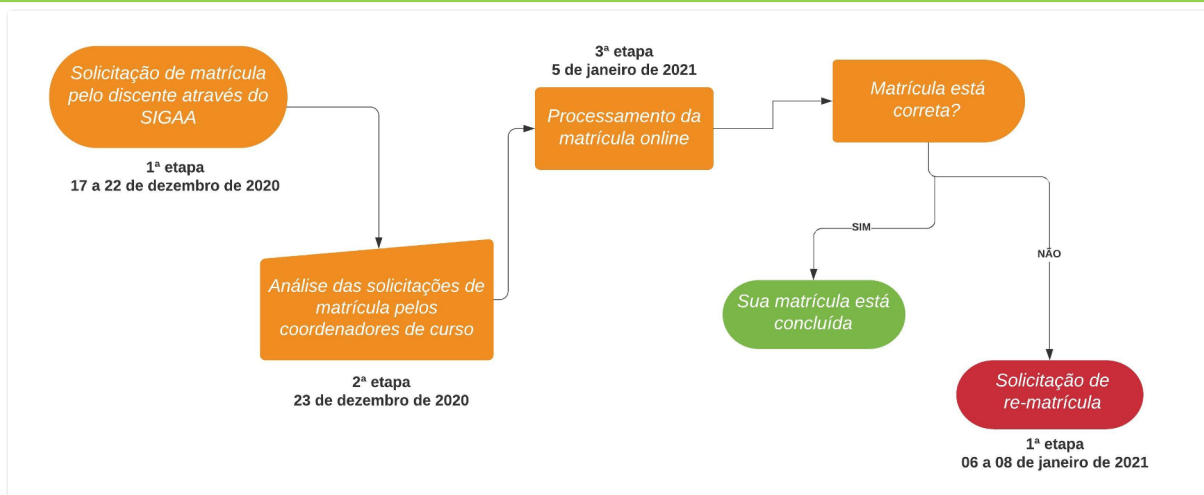 Solicitação de matrícula
pelo discente através do
SIGAA
1ª etapa
17 a 22 de dezembro de 2020
Análise das solicitações de
matrícula pelos
coordenadores de curso
2ª etapa
23 de dezembro de 2020
3ª etapa
5 de janeiro de 2021
Processamento da
matrícula online
Matrícula está
correta?
SIM
NÃO
Sua matrícula está
concluída
Solicitação de
re-matrícula
1ª etapa
06 a 08 de janeiro de 2021